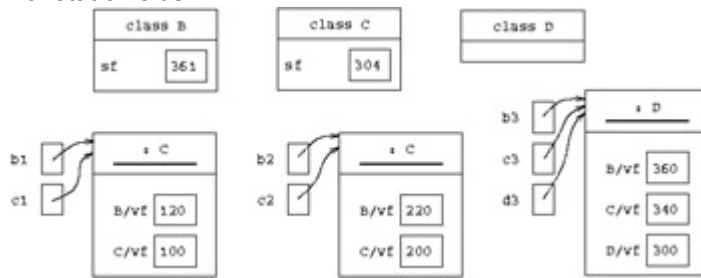 class B
sf 361
class C
sf 304
class D
b1
c1
: C
B/vf 120
C/vf 100
b2
c2
: C
B/vf 220
C/vf 200
b3
c3
d3
: D
B/vf 360
C/vf 340
D/vf 300